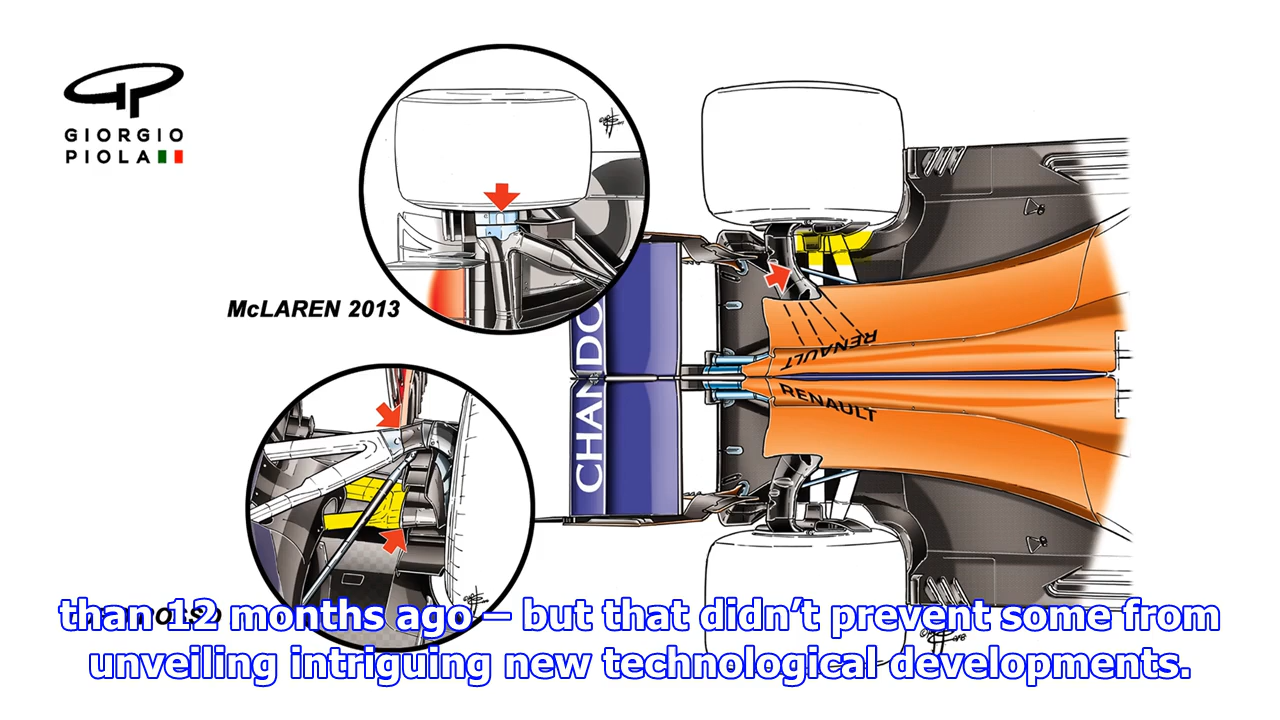 GIORGIO
PIOLA
McLAREN 2013
CHANDO
RENAULT
RENAULT
than 12 months ago – but that didn’t prevent some from
unveiling intriguing new technological developments.